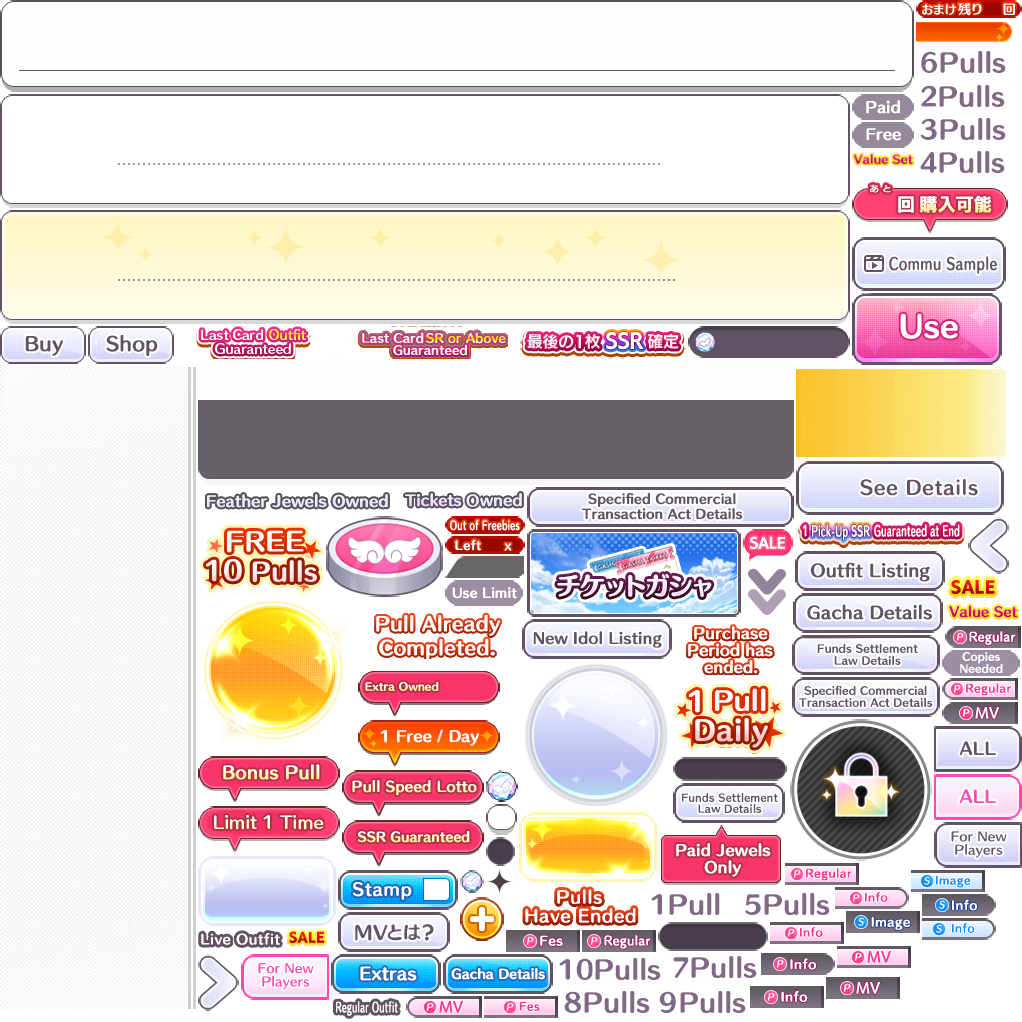 おまけ残り 回
6Pulls
Paid
2Pulls
Free
3Pulls
Value Set
4Pulls
あと
回 購入可能
Commu Sample
Buy
Shop
Last Card Outfit
Guaranteed
Last Card SR or Above
Guaranteed
最後の1枚 SSR 確定
Use
See Details
Feather Jewels Owned
Tickets Owned
Specified Commercial
Transaction Act Details
FREE
10 Pulls
Out of Freebies
Left x
Use Limit
チケットガシャ
SALE
1 Pick-Up SSR Guaranteed at End
Outfit Listing
SALE
Gacha Details
Value Set
Pull Already
Completed.
New Idol Listing
Purchase
Period has
ended.
Funds Settlement
Law Details
P Regular
Copies
Needed
Extra Owned
1 Pull
Daily
Specified Commercial
Transaction Act Details
P Regular
P MV
1 Free / Day
ALL
Bonus Pull
Pull Speed Lotto
Funds Settlement
Law Details
ALL
Limit 1 Time
SSR Guaranteed
Paid Jewels
Only
For New
Players
P Regular
Stamp
S Image
Pulls
Have Ended
1Pull
5Pulls
P Info
S Info
Live Outfit
SALE
MVとは?
P Fes
P Regular
P Info
S Image
S Info
For New
Players
Extras
Gacha Details
10Pulls
7Pulls
P Info
P MV
Regular Outfit
P MV
P Fes
8Pulls
9Pulls
P Info
P MV